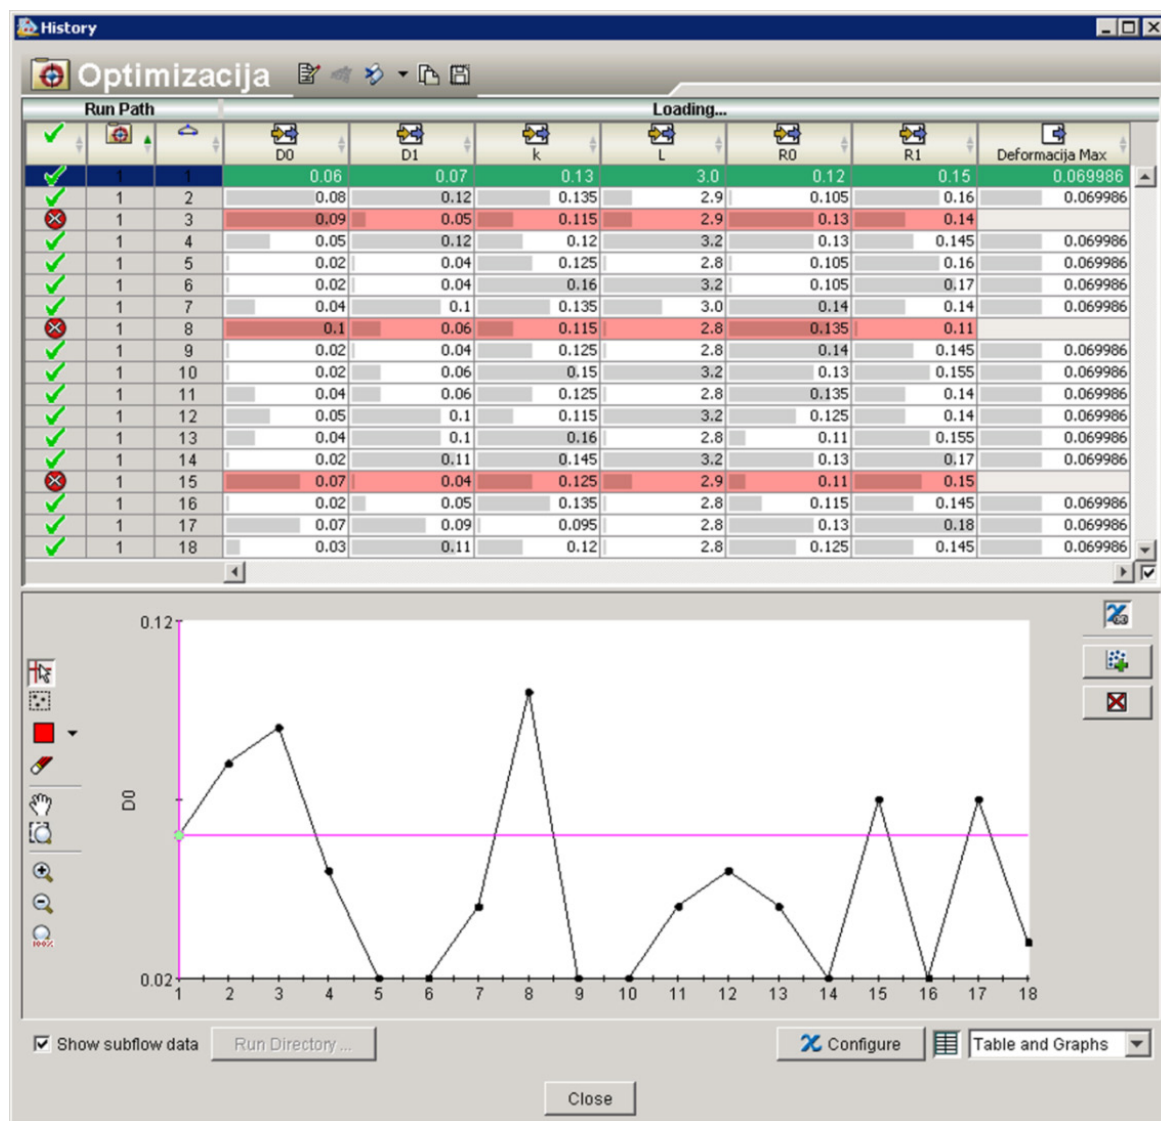 History
Optimizacija
Run Path Loading...
D0 D1 k L R0 R1 Deformacija Max
1 1 0.06 0.07 0.13 3.0 0.12 0.15 0.069986
1 2 0.08 0.12 0.135 2.9 0.105 0.16 0.069986
1 3 0.09 0.05 0.115 2.9 0.13 0.14
1 4 0.05 0.12 0.12 3.2 0.13 0.145 0.069986
1 5 0.02 0.04 0.125 2.8 0.105 0.16 0.069986
1 6 0.02 0.04 0.16 3.2 0.105 0.17 0.069986
1 7 0.04 0.1 0.135 3.0 0.14 0.14 0.069986
1 8 0.1 0.06 0.115 2.8 0.135 0.11
1 9 0.02 0.04 0.125 2.8 0.14 0.145 0.069986
1 10 0.02 0.06 0.15 3.2 0.13 0.155 0.069986
1 11 0.04 0.06 0.125 2.8 0.135 0.14 0.069986
1 12 0.05 0.1 0.115 3.2 0.125 0.14 0.069986
1 13 0.04 0.1 0.16 2.8 0.11 0.155 0.069986
1 14 0.02 0.11 0.145 3.2 0.13 0.17 0.069986
1 15 0.07 0.04 0.125 2.9 0.11 0.15
1 16 0.02 0.05 0.135 2.8 0.115 0.145 0.069986
1 17 0.07 0.09 0.095 2.8 0.13 0.18 0.069986
1 18 0.03 0.11 0.12 2.8 0.125 0.145 0.069986
0.12
D0
100%
0.02
1 2 3 4 5 6 7 8 9 10 11 12 13 14 15 16 17 18
Show subflow data Run Directory ... Configure Table and Graphs
Close